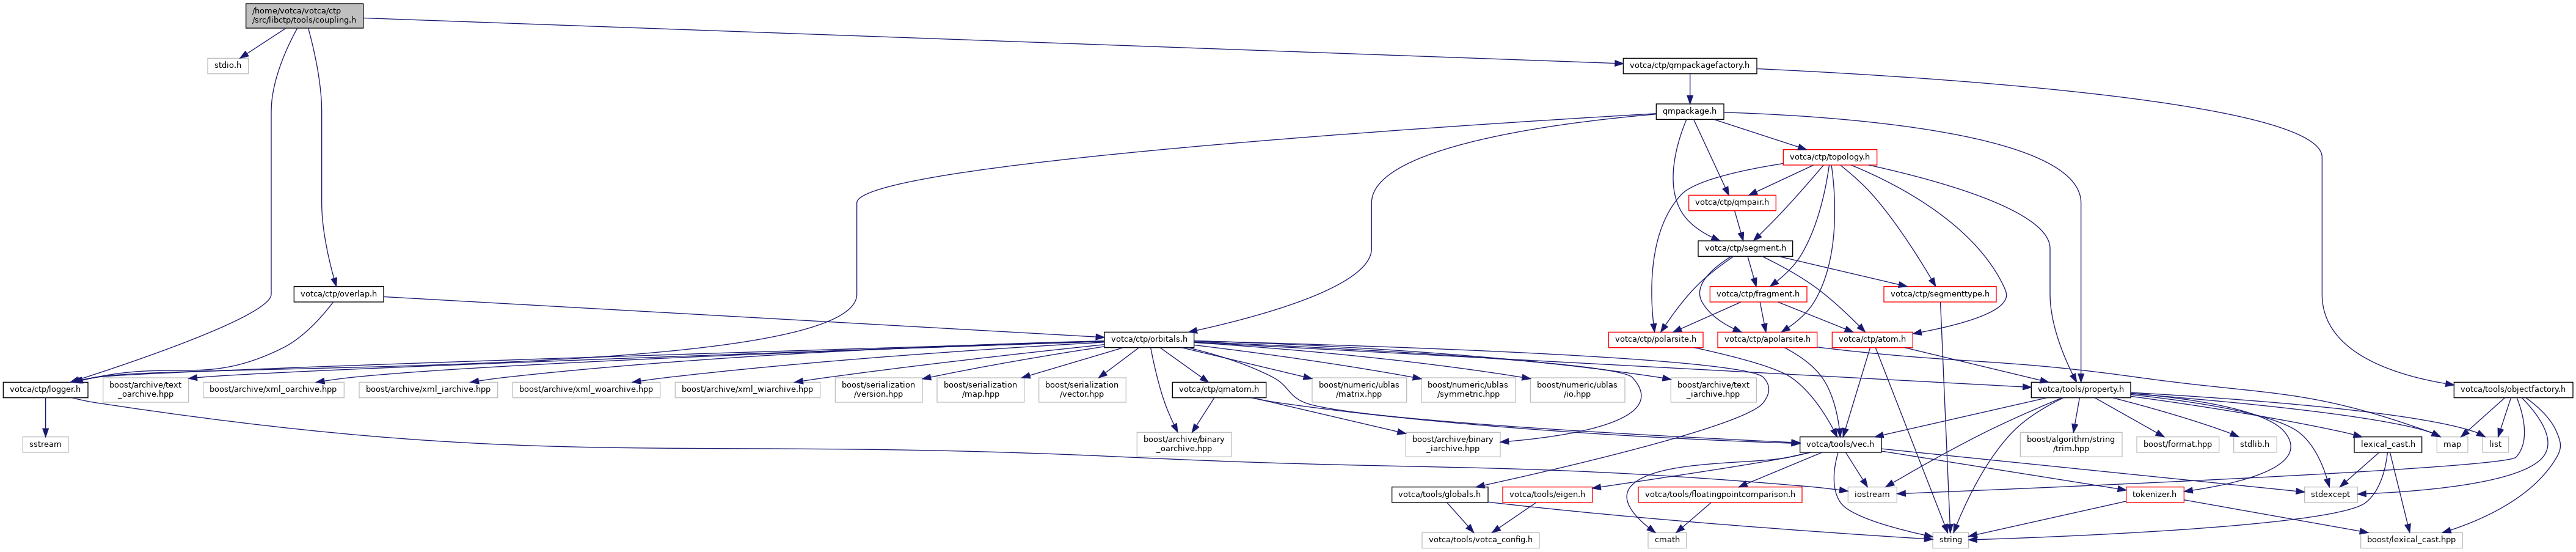 /home/votca/votca/ctp
/src/libctp/tools/coupling.h
stdio.h
votca/ctp/qmpackagefactory.h
qmpackage.h
votca/ctp/topology.h
votca/ctp/qmpair.h
votca/ctp/segment.h
votca/ctp/overlap.h
votca/ctp/fragment.h
votca/ctp/segmenttype.h
votca/ctp/orbitals.h
votca/ctp/polarsite.h
votca/ctp/apolarsite.h
votca/ctp/atom.h
votca/ctp/logger.h
boost/archive/text
_oarchive.hpp
boost/archive/xml_oarchive.hpp
boost/archive/xml_iarchive.hpp
boost/archive/xml_woarchive.hpp
boost/archive/xml_wiarchive.hpp
boost/serialization
/version.hpp
boost/serialization
/map.hpp
boost/serialization
/vector.hpp
votca/ctp/qmatom.h
boost/numeric/ublas
/matrix.hpp
boost/numeric/ublas
/symmetric.hpp
boost/numeric/ublas
/io.hpp
boost/archive/text
_iarchive.hpp
votca/tools/property.h
votca/tools/objectfactory.h
sstream
boost/archive/binary
_oarchive.hpp
boost/archive/binary
_iarchive.hpp
votca/tools/vec.h
boost/algorithm/string
/trim.hpp
boost/format.hpp
stdlib.h
lexical_cast.h
map
list
votca/tools/globals.h
votca/tools/eigen.h
votca/tools/floatingpointcomparison.h
iostream
tokenizer.h
stdexcept
votca/tools/votca_config.h
cmath
string
boost/lexical_cast.hpp